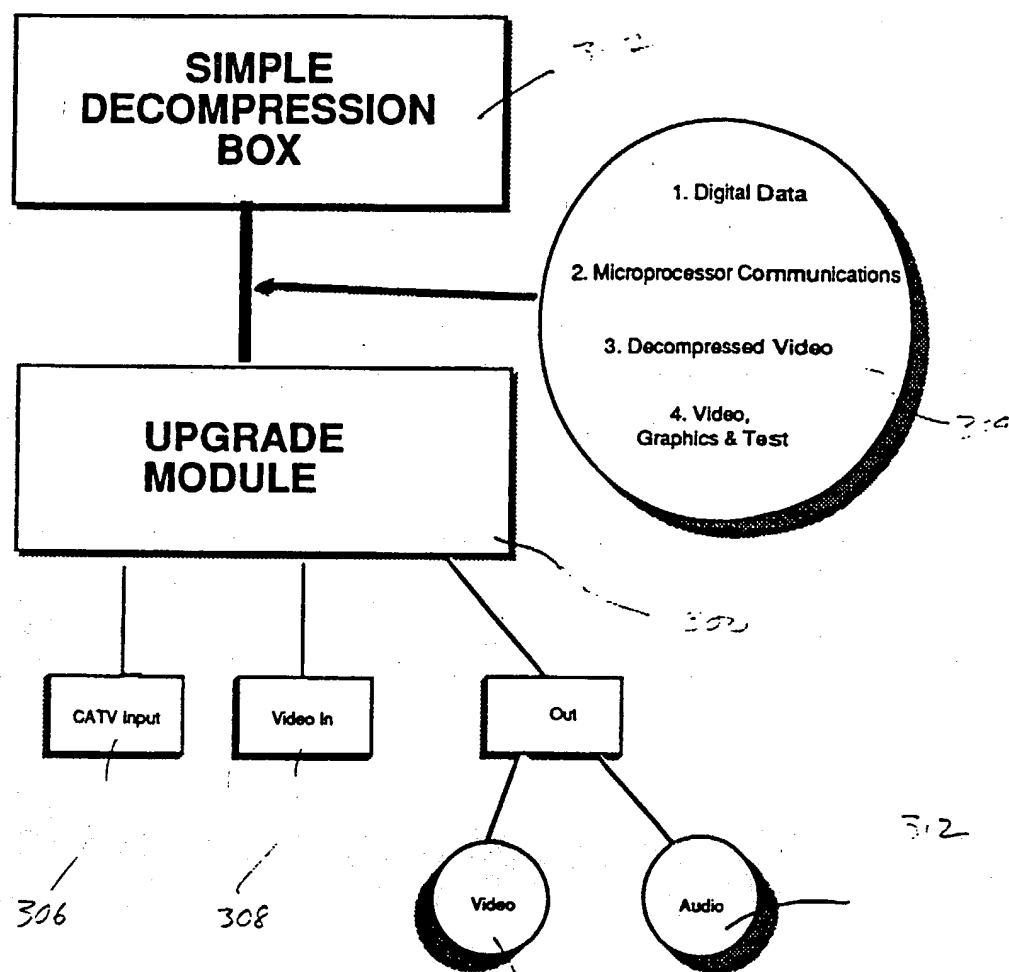 SIMPLE
DECOMPRESSION
BOX
1. Digital Data
2. Microprocessor Communications
3. Decompressed Video
4. Video,
Graphics & Test
UPGRADE
MODULE
CATV Input
Video In
Out
312
306
308
Video
Audio